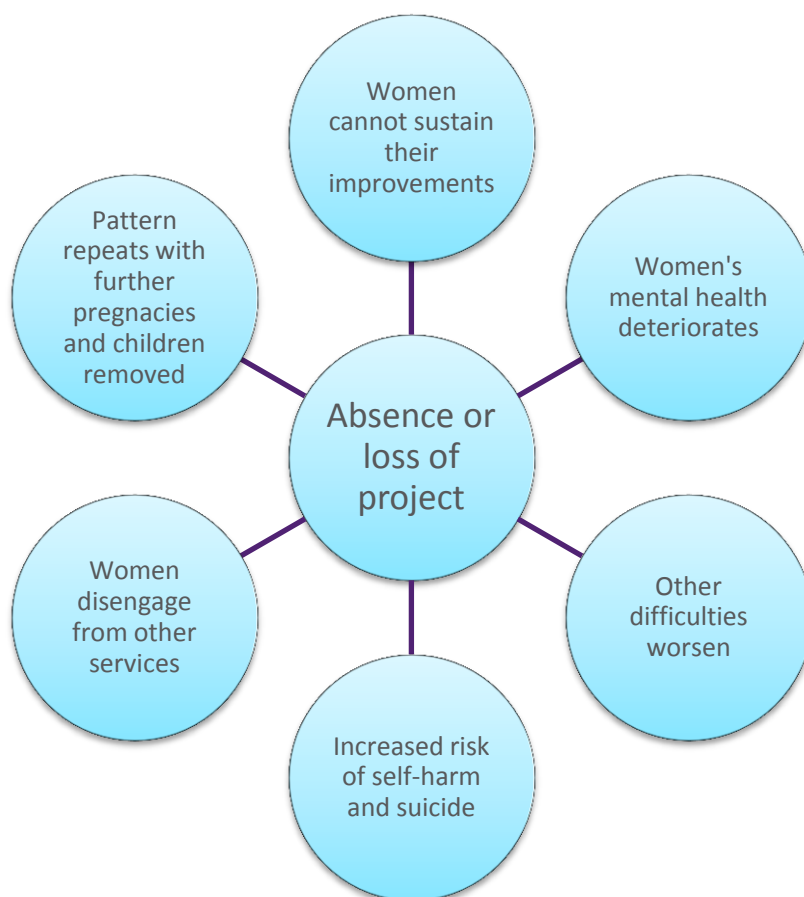 Women
cannot sustain
their
improvements
Women's
mental health
deteriorates
Other
difficulties
worsen
Increased risk
of self-harm
and suicide
Women
disengage
from other
services
Pattern
repeats with
further
pregnancies
and children
removed
Absence or
loss of
project